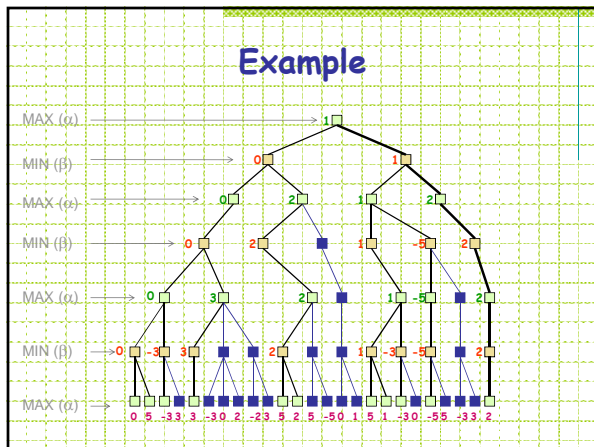 Example
MAX (α) 1
MIN (β) 0 1
MAX (α) 0 2 1 2
MIN (β) 0 2 1 -5 2
MAX (α) 0 3 2 1 -5 2
MIN (β) 0 -3 3 2 1 -3 -5 2
MAX (α)
0 5 -3 3 3 -3 0 2 -2 3 5 2 5 -5 0 1 5 1 -3 0 -5 5 -3 3 2